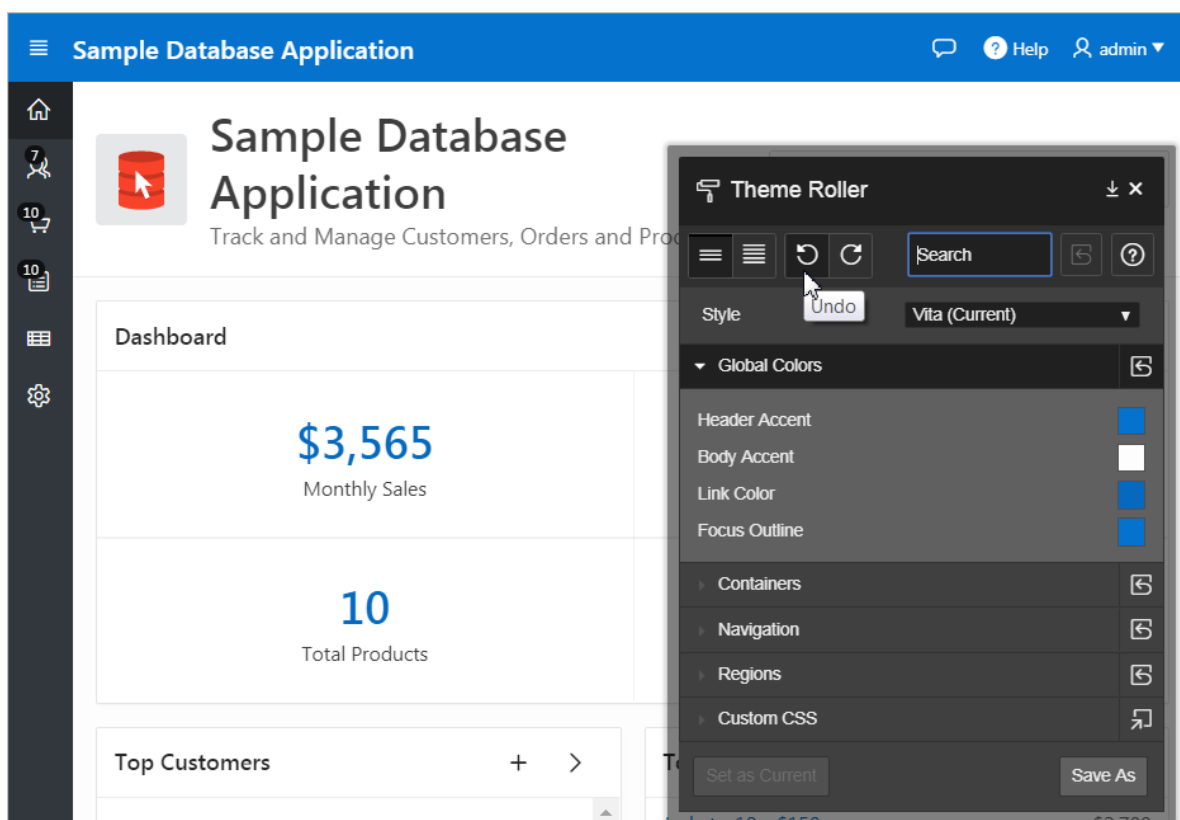 Sample Database Application
Help
admin
7
10
10
Sample Database
Application
Track and Manage Customers, Orders and
Dashboard
$3,565
Monthly Sales
10
Total Products
Top Customers
Theme Roller
Search
Undo
Style
Vita (Current)
Global Colors
Header Accent
Body Accent
Link Color
Focus Outline
Containers
Navigation
Regions
Custom CSS
Set as Current
Save As